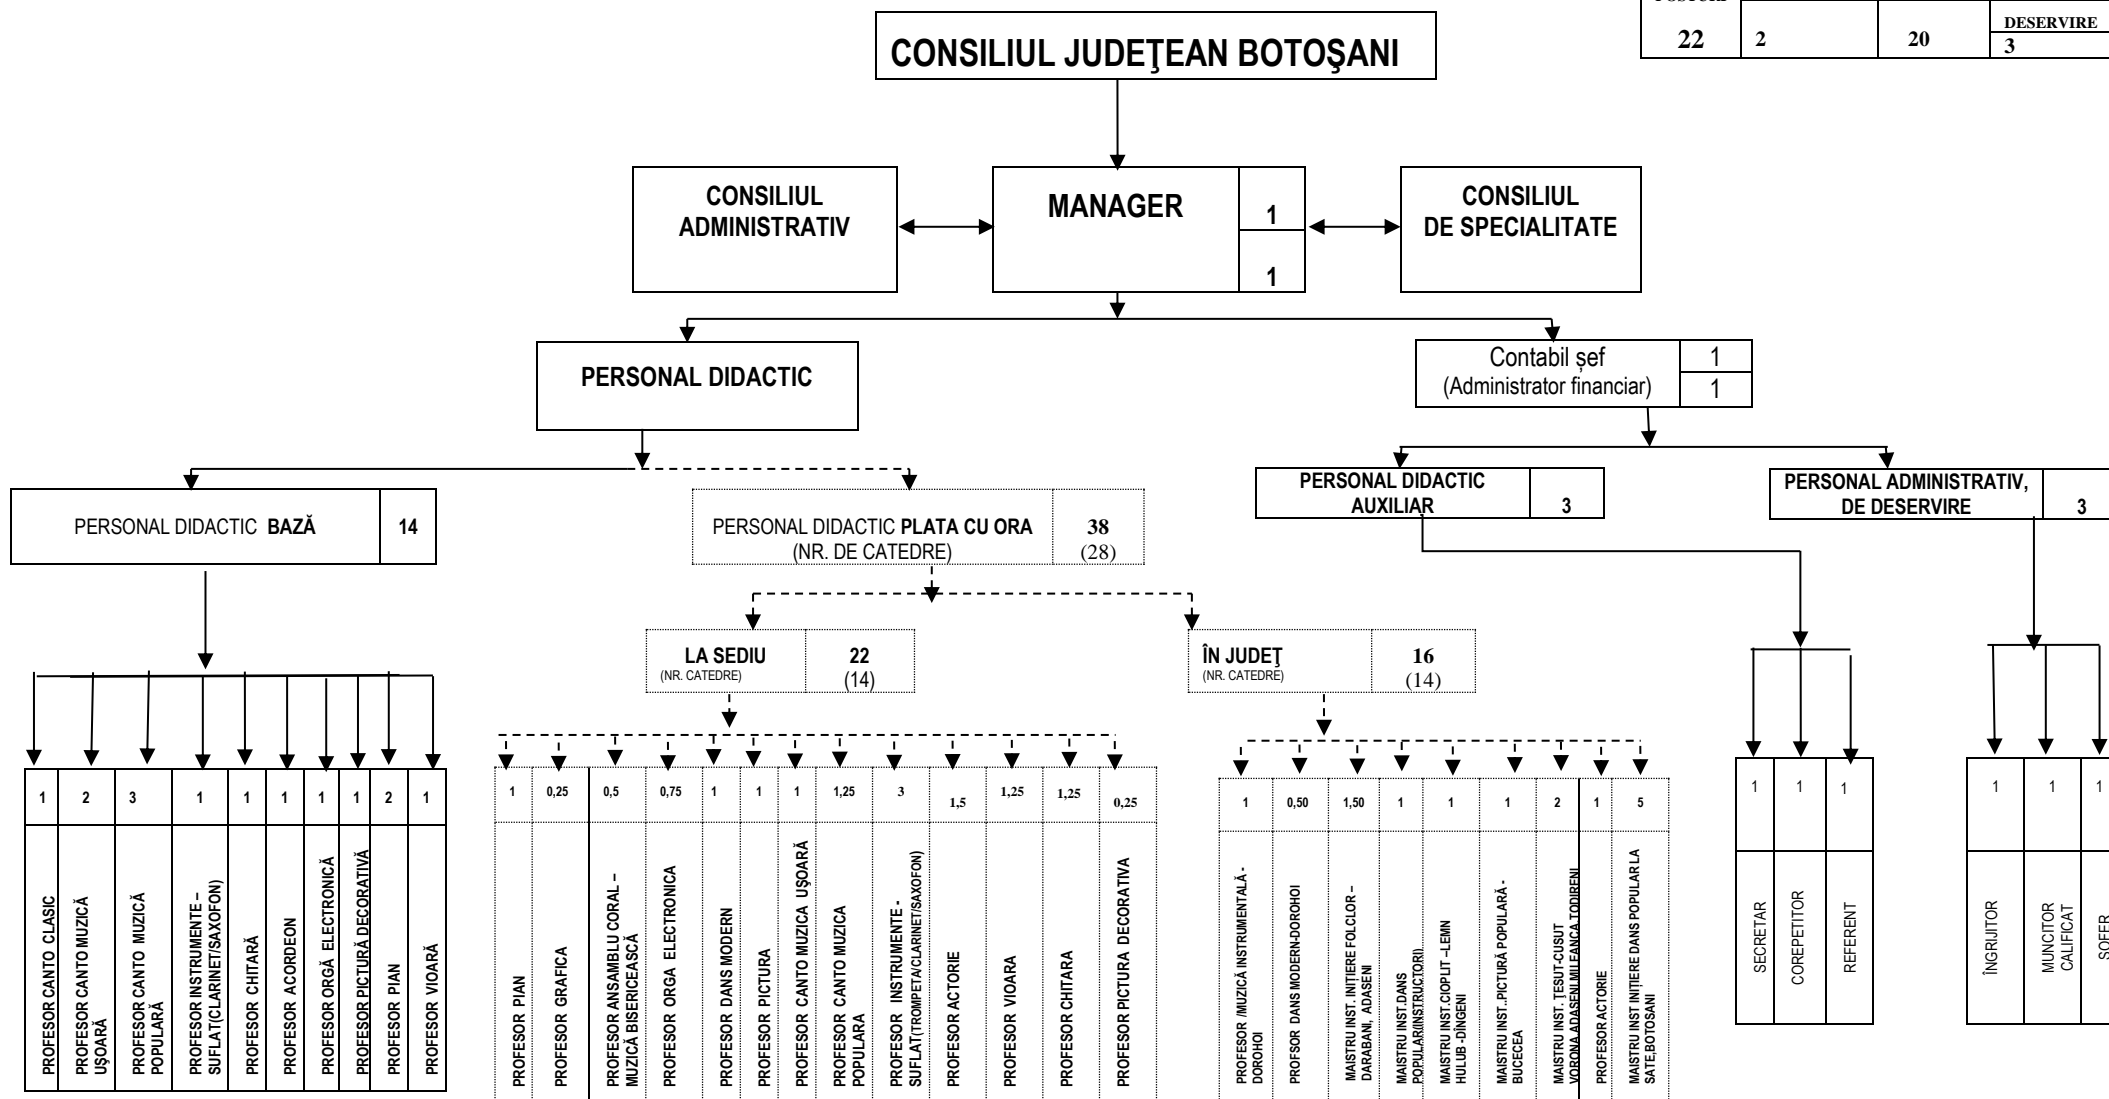 DESERVIRE
22
2
20
3
CONSILIUL JUDEŢEAN BOTOŞANI
CONSILIUL
ADMINISTRATIV
MANAGER
1
1
CONSILIUL
DE SPECIALITATE
PERSONAL DIDACTIC
Contabil șef
(Administrator financiar)
1
1
PERSONAL DIDACTIC BAZĂ
14
PERSONAL DIDACTIC PLATA CU ORA
(NR. DE CATEDRE)
38
(28)
PERSONAL DIDACTIC
AUXILIAR
3
PERSONAL ADMINISTRATIV,
DE DESERVIRE
3
LA SEDIU
(NR. CATEDRE)
22
(14)
ÎN JUDEŢ
(NR. CATEDRE)
16
(14)
1 2 3 1 1 1 1 1 2 1
PROFESOR CANTO CLASIC
PROFESOR CANTO MUZICĂ
UŞOARĂ
PROFESOR CANTO MUZICĂ
POPULARĂ
PROFESOR INSTRUMENTE –
SUFLAT(CLARINET/SAXOFON)
PROFESOR CHITARĂ
PROFESOR ACORDEON
PROFESOR ORGĂ ELECTRONICĂ
PROFESOR PICTURĂ DECORATIVĂ
PROFESOR PIAN
PROFESOR VIOARĂ
1 0,25 0,5 0,75 1 1 1 1,25 3 1,5 1,25 1,25 0,25
PROFESOR PIAN
PROFESOR GRAFICA
PROFESOR ANSAMBLU CORAL –
MUZICĂ BISERICEASCĂ
PROFESOR ORGA ELECTRONICA
PROFESOR DANS MODERN
PROFESOR PICTURA
PROFESOR CANTO MUZICA UŞOARĂ
PROFESOR CANTO MUZICA
POPULARA
PROFESOR INSTRUMENTE -
SUFLAT(TROMPETA/CLARINET/SAXOFON)
PROFESOR ACTORIE
PROFESOR VIOARA
PROFESOR CHITARA
PROFESOR PICTURA DECORATIVA
1 0,50 1,50 1 1 1 2 1 5
PROFESOR /MUZICĂ INSTRUMENTALĂ -
DOROHOI
PROFSOR DANS MODERN-DOROHOI
MAISTRU INST. INIŢIERE FOLCLOR –
DARABANI, ADASENI
MAISTRU INST.DANS
POPULAR(INSTRUCTORI)
MAISTRU INST.CIOPLIT –LEMN
HULUB -DÎNGENI
MAISTRU INST..PICTURĂ POPULARĂ -
BUCECEA
MAISTRU INST. ŢESUT-CUSUT
VORONA,ADASENI,MILEANCA,TODIRENI
PROFESOR ACTORIE
MAISTRU INST INIŢIERE DANS POPULAR LA
SATE,BOTOSANI
1 1 1
SECRETAR
COREPETITOR
REFERENT
1 1 1
ÎNGRIJITOR
MUNCITOR
CALIFICAT
SOFER